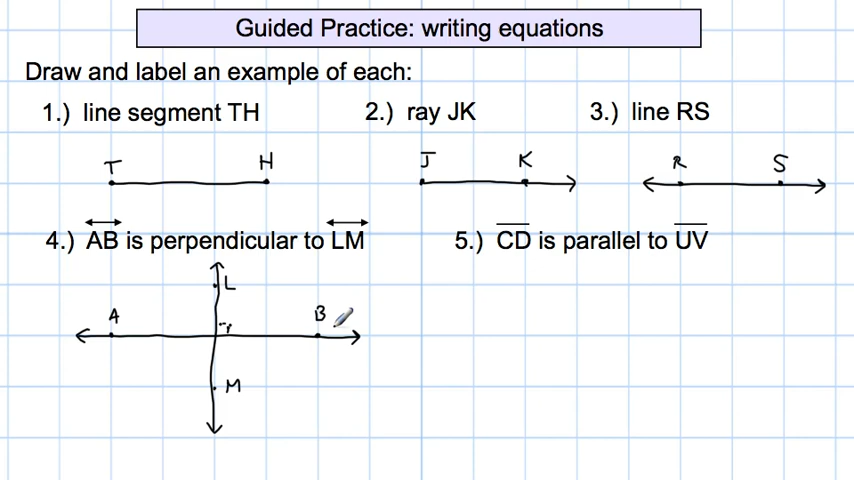 Guided Practice: writing equations
Draw and label an example of each:
1.) line segment TH 2.) ray JK 3.) line RS
T H J K R S
4.) AB is perpendicular to LM 5.) CD is parallel to UV
L
A B
M